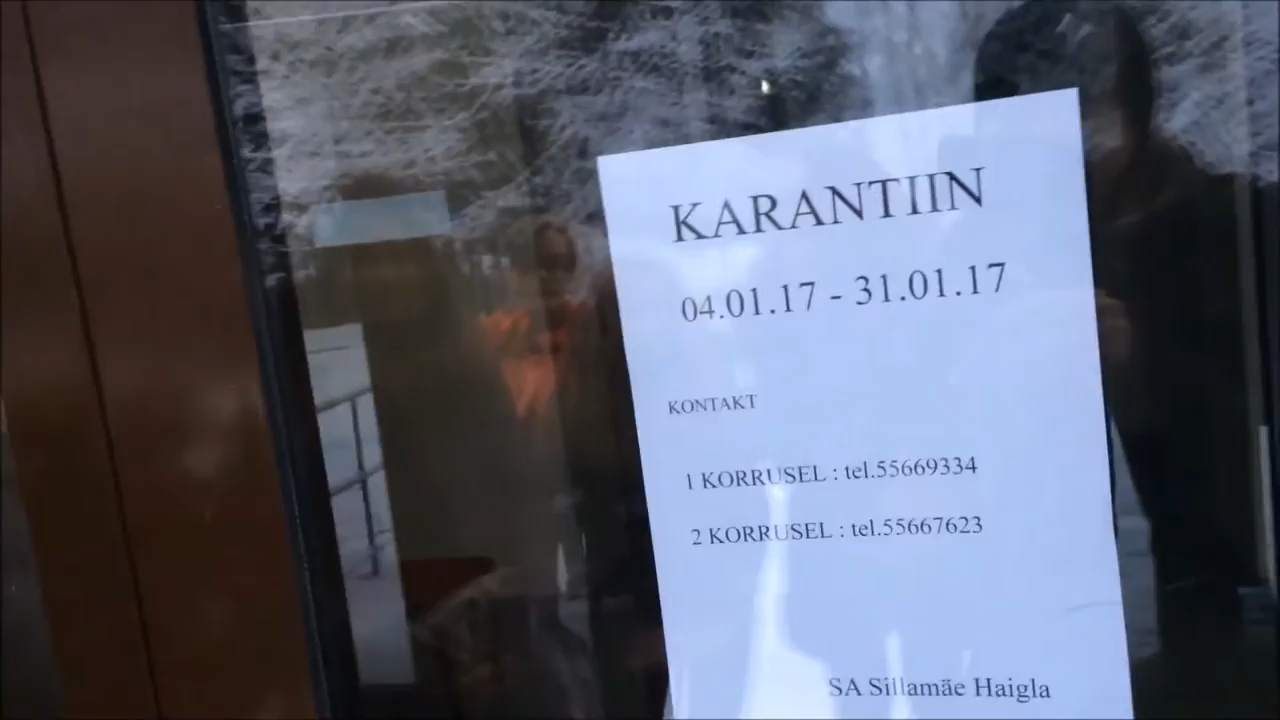 KARANTIIN
04.01.17 - 31.01.17
KONTAKT
1 KORRUSEL : tel.55669334
2 KORRUSEL : tel.55667623
SA Sillamäe Haigla